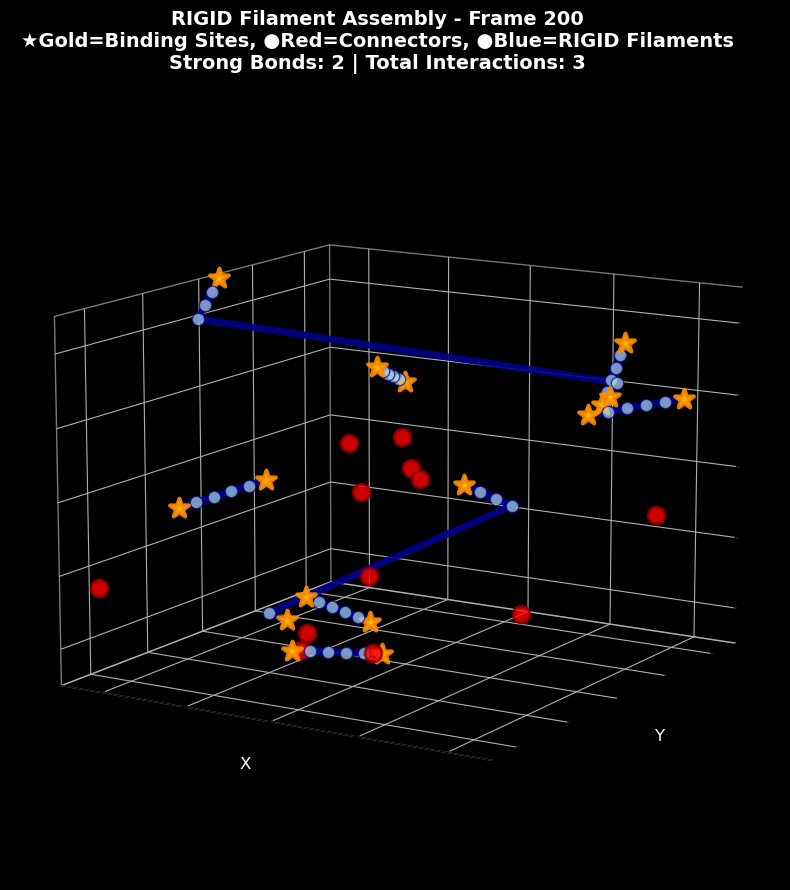 RIGID Filament Assembly - Frame 200
★Gold=Binding Sites, ●Red=Connectors, ●Blue=RIGID Filaments
Strong Bonds: 2 | Total Interactions: 3
Y
X